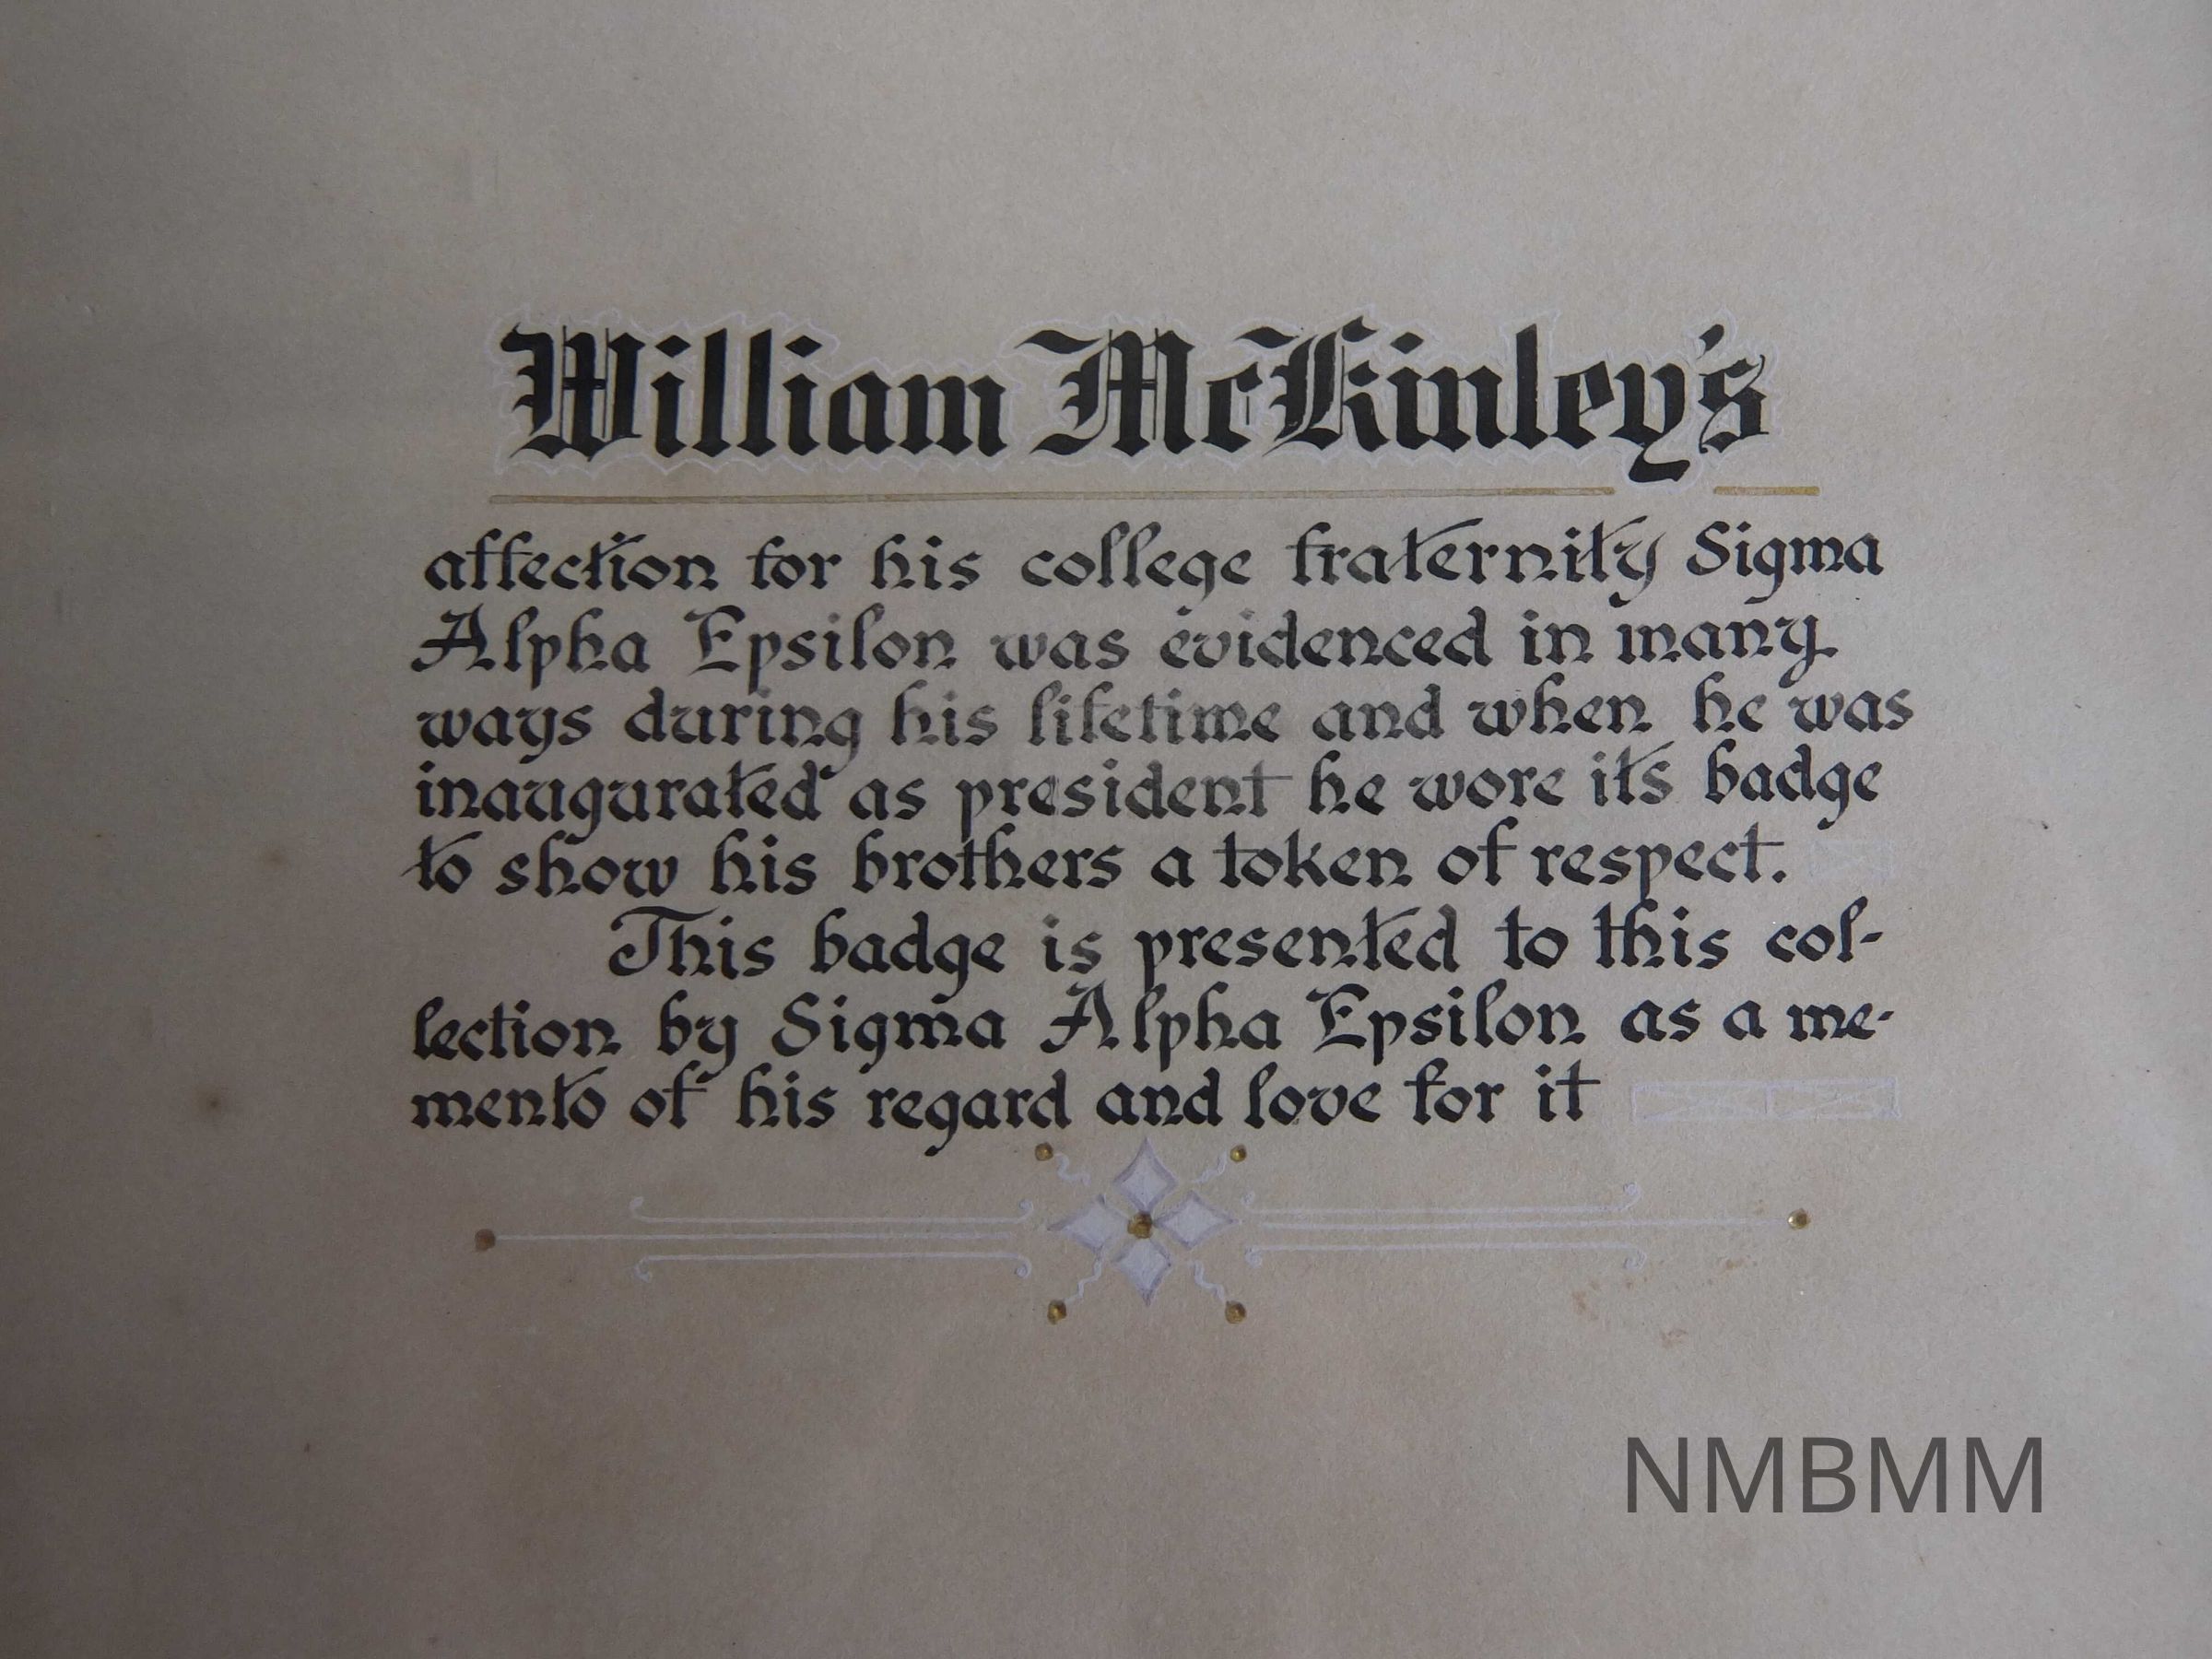 William McKinley's
affection for his college fraternity Sigma
Alpha Epsilon was evidenced in many
ways during his lifetime and when he was
inaugurated as president he wore its badge
to show his brothers a token of respect.
This badge is presented to this col-
lection by Sigma Alpha Epsilon as a me-
mento of his regard and love for it
NMBMM